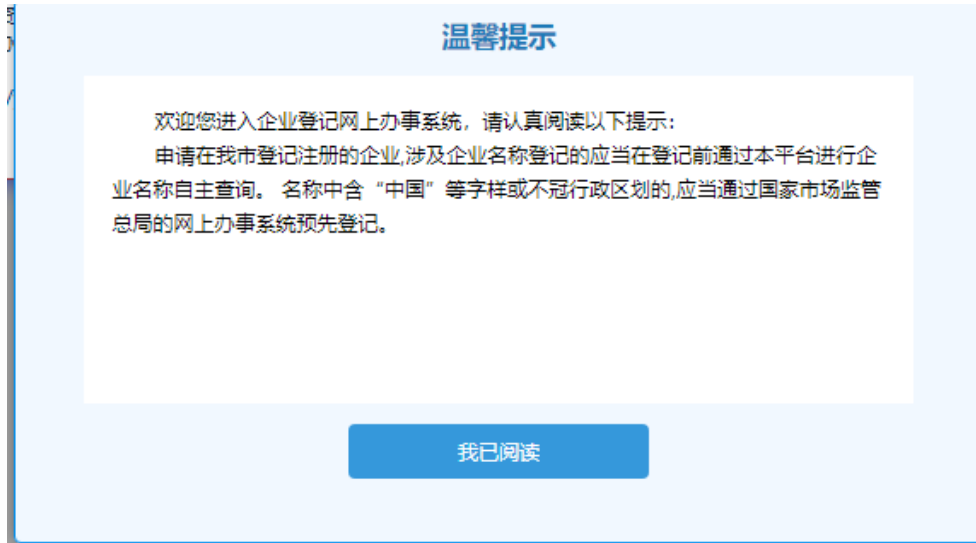 温馨提示
欢迎您进入企业登记网上办事系统，请认真阅读以下提示：
申请在我市登记注册的企业,涉及企业名称登记的应当在登记前通过本平台进行企
业名称自主查询。 名称中含“中国”等字样或不冠行政区划的,应当通过国家市场监管
总局的网上办事系统预先登记。
我已阅读